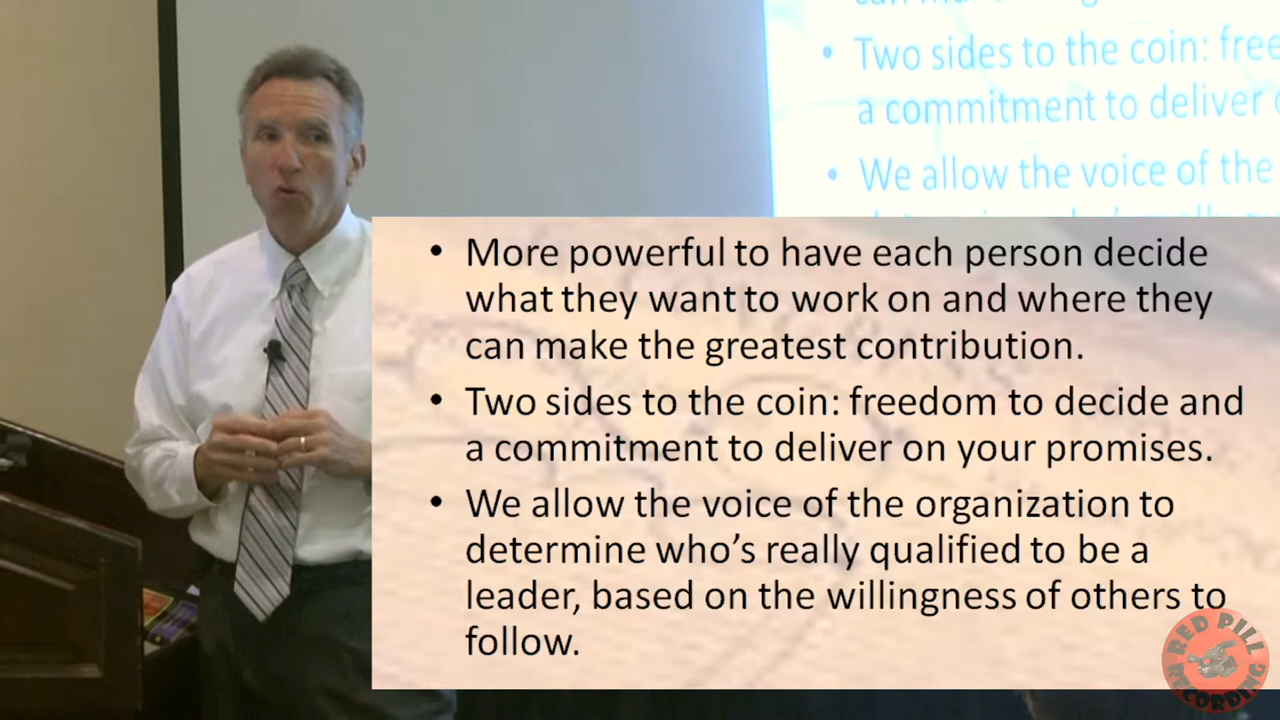 Two sides to the coin: free
a commitment to deliver
We allow the voice of the
• More powerful to have each person decide
what they want to work on and where they
can make the greatest contribution.
• Two sides to the coin: freedom to decide and
a commitment to deliver on your promises.
• We allow the voice of the organization to
determine who’s really qualified to be a
leader, based on the willingness of others to
follow.
RED PILL
RECORDING